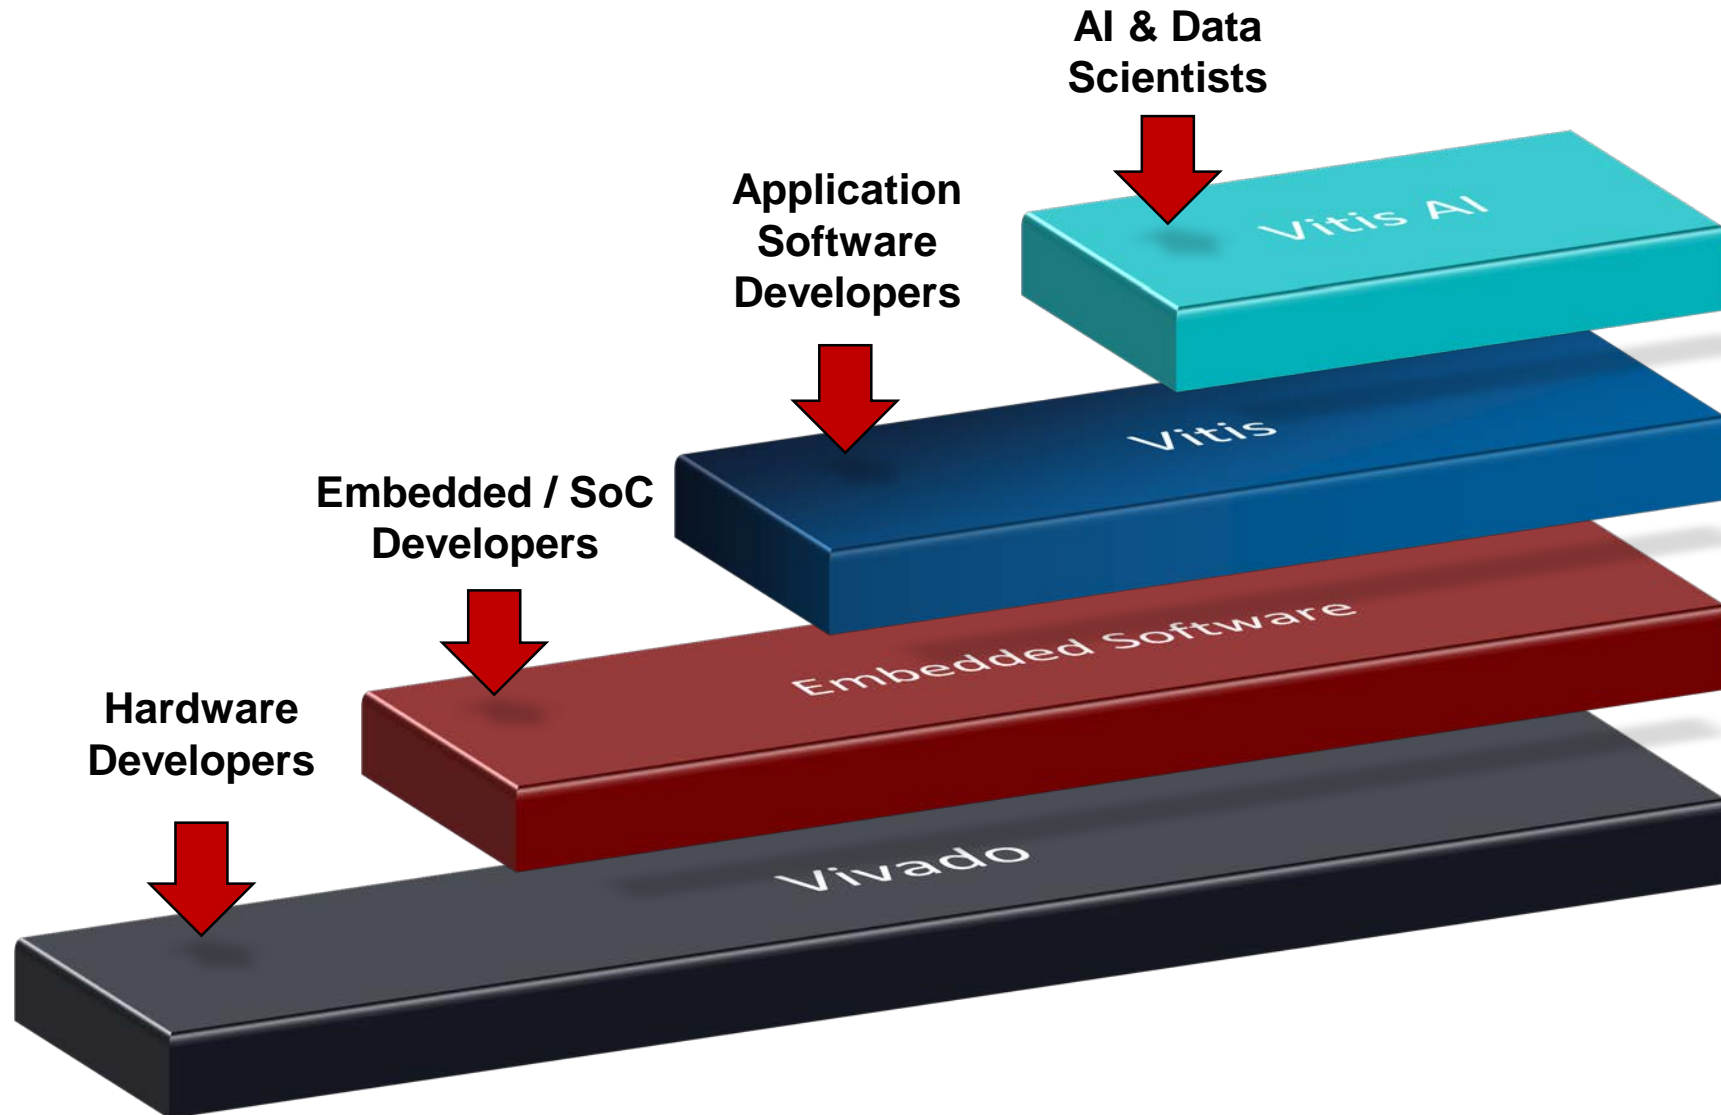 AI & Data
Scientists
Vitis AI
Application
Software
Developers
Vitis
Embedded / SoC
Developers
Embedded Software
Hardware
Developers
Vivado